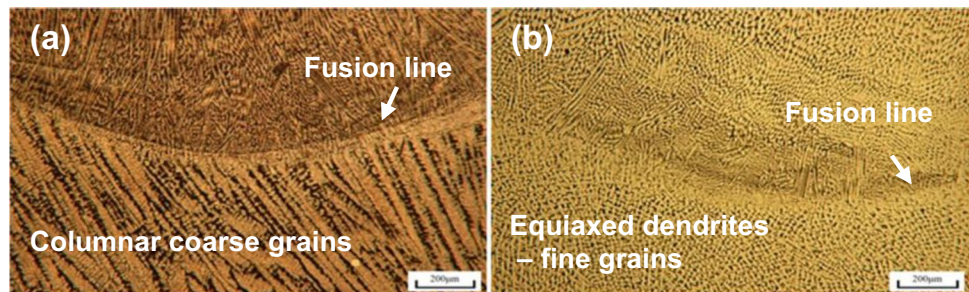 (a)
Fusion line
Columnar coarse grains
200μm
(b)
Fusion line
Equiaxed dendrites
– fine grains
200μm